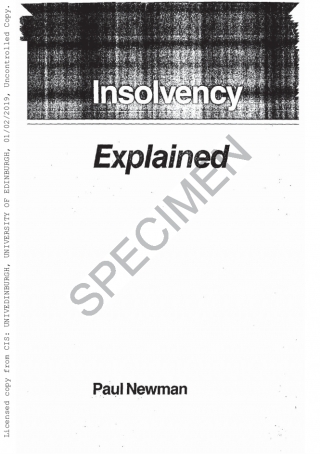 Licensed copy from CIS: UNIVEDINBURGH, UNIVERSITY OF EDINBURGH, 01/02/2019, Uncontrolled Copy.
Insolvency
Explained
SPECIMEN
Paul Newman